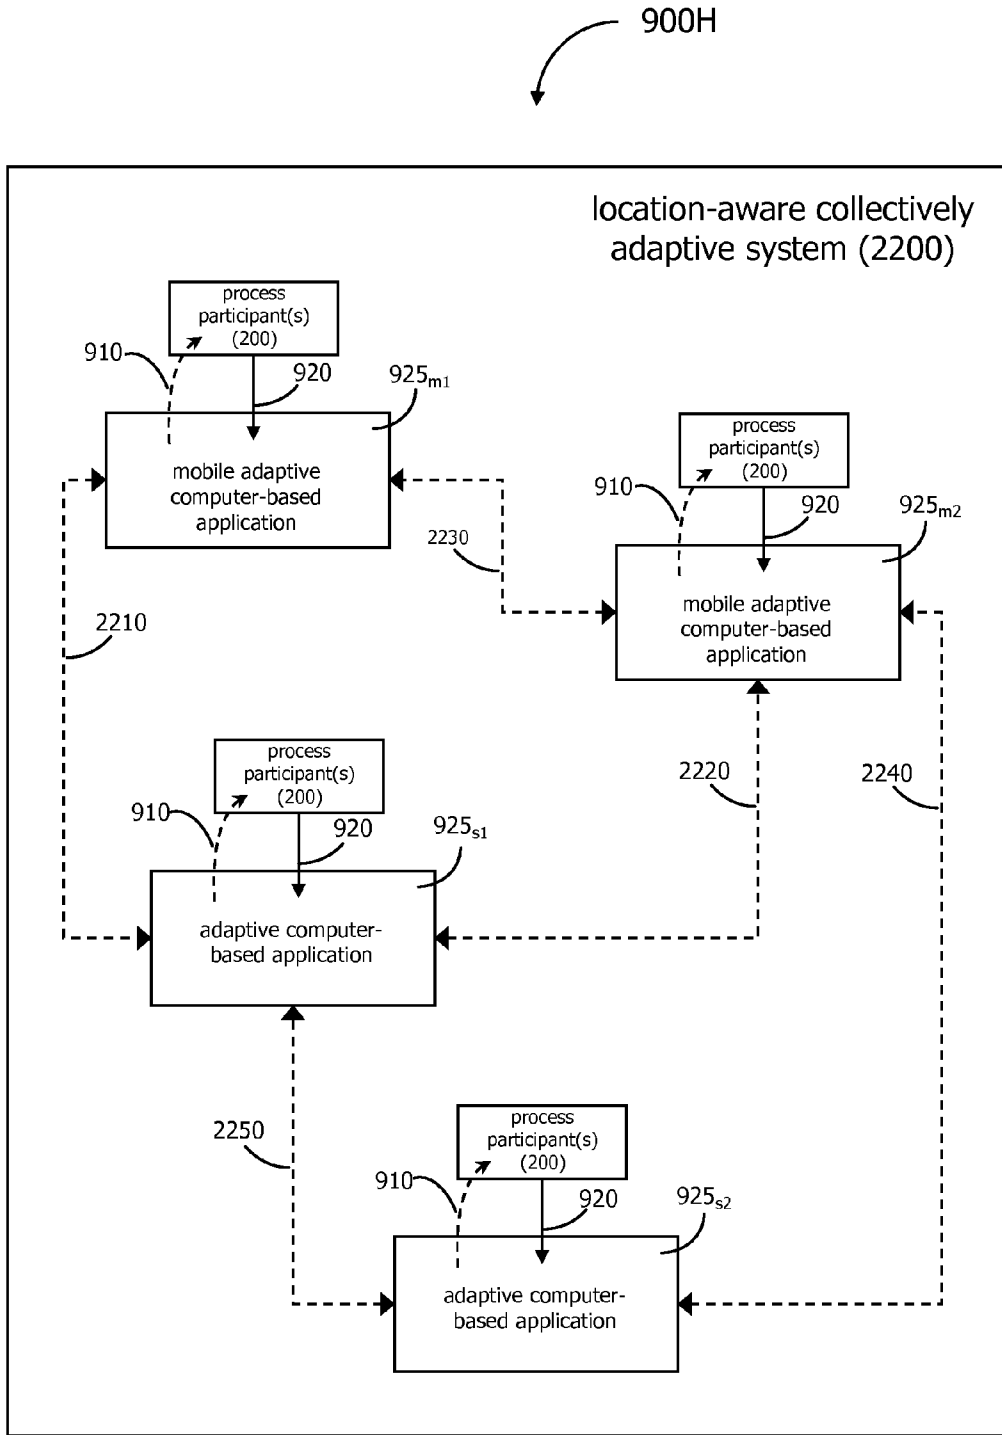 900H
location-aware collectively
adaptive system (2200)
process
participant(s)
(200)
910
920
925m1
mobile adaptive
computer-based
application
process
participant(s)
(200)
910
920
925m2
mobile adaptive
computer-based
application
2230
2210
process
participant(s)
(200)
910
920
925s1
adaptive computer-
based application
2220
2240
2250
process
participant(s)
(200)
910
920
925s2
adaptive computer-
based application